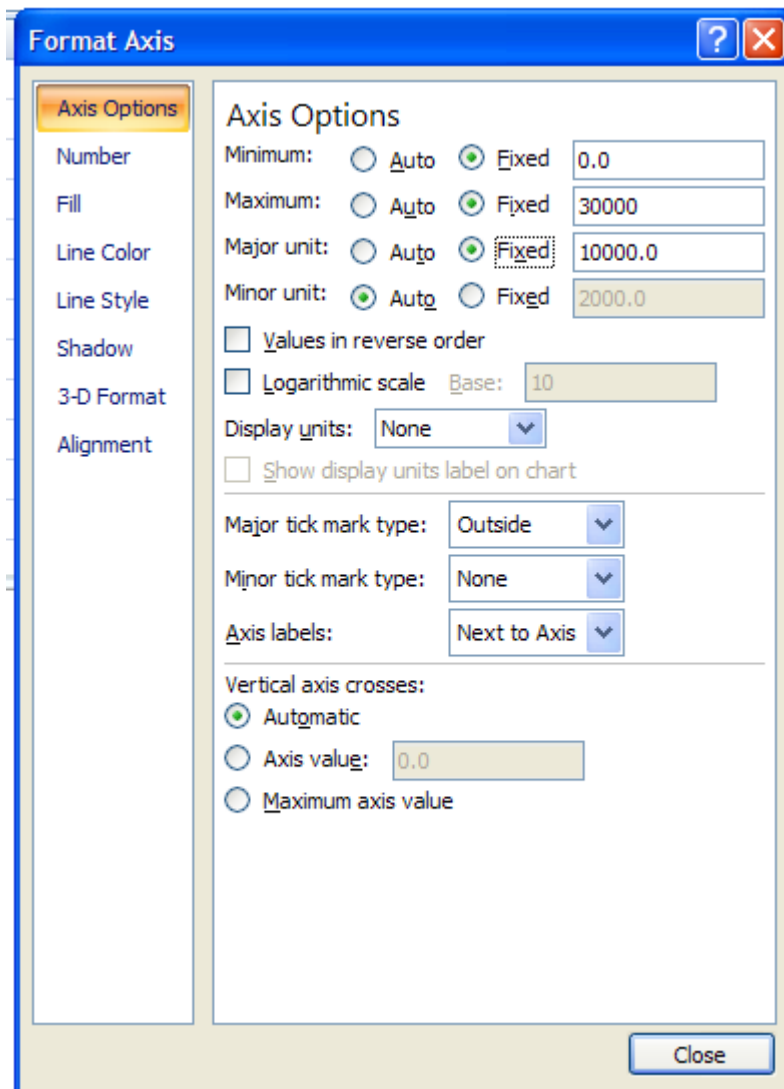 Format Axis
Axis Options
Number
Fill
Line Color
Line Style
Shadow
3-D Format
Alignment
Axis Options
Minimum: Auto Fixed 0.0
Maximum: Auto Fixed 30000
Major unit: Auto Fixed 10000.0
Minor unit: Auto Fixed 2000.0
Values in reverse order
Logarithmic scale Base: 10
Display units: None
Show display units label on chart
Major tick mark type: Outside
Minor tick mark type: None
Axis labels: Next to Axis
Vertical axis crosses:
Automatic
Axis value: 0.0
Maximum axis value
Close